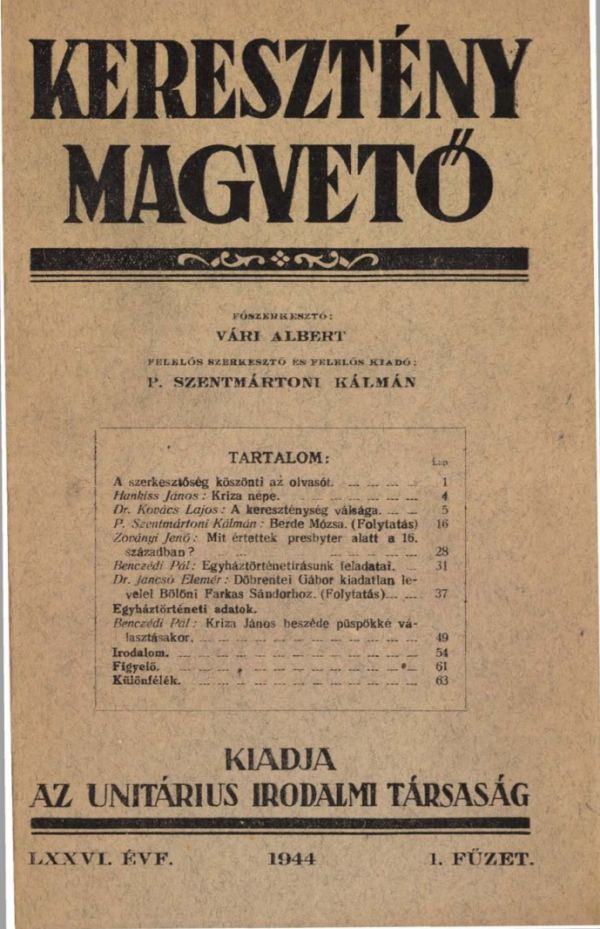 KERESZTÉNY
MAGVETŐ
FŐSZERKESZTŐ:
VÁRI ALBERT
FELELŐS SZERKESZTŐ ÉS FELELŐS KIADÓ:
P. SZENTMÁRTONI KÁLMÁN
TARTALOM:
Lap
A szerkesztőség köszönti az olvasót. 1
Hankiss János: Kriza népe. 4
Dr. Kovács Lajos: A kereszténység válsága. 5
P. Szentmártoni Kálmán: Berde Mózsa. (Folytatás) 16
Zoványi Jenő: Mit értettek presbyter alatt a 16.
században? 28
Benczédi Pál: Egyháztörténetírásunk feladatai. 31
Dr. Jancsó Elemér: Döbrentei Gábor kiadatlan le-
velei Bölöni Farkas Sándorhoz. (Folytatás) 37
Egyháztörténeti adatok.
Benczédi Pál: Kriza János beszéde püspökké vá-
lasztásakor. 49
Irodalom. 54
Figyelő. 61
Különfélék. 63
KIADJA
AZ UNITÁRIUS IRODALMI TÁRSASÁG
LXXVI. ÉVF. 1944 1. FŰZET.